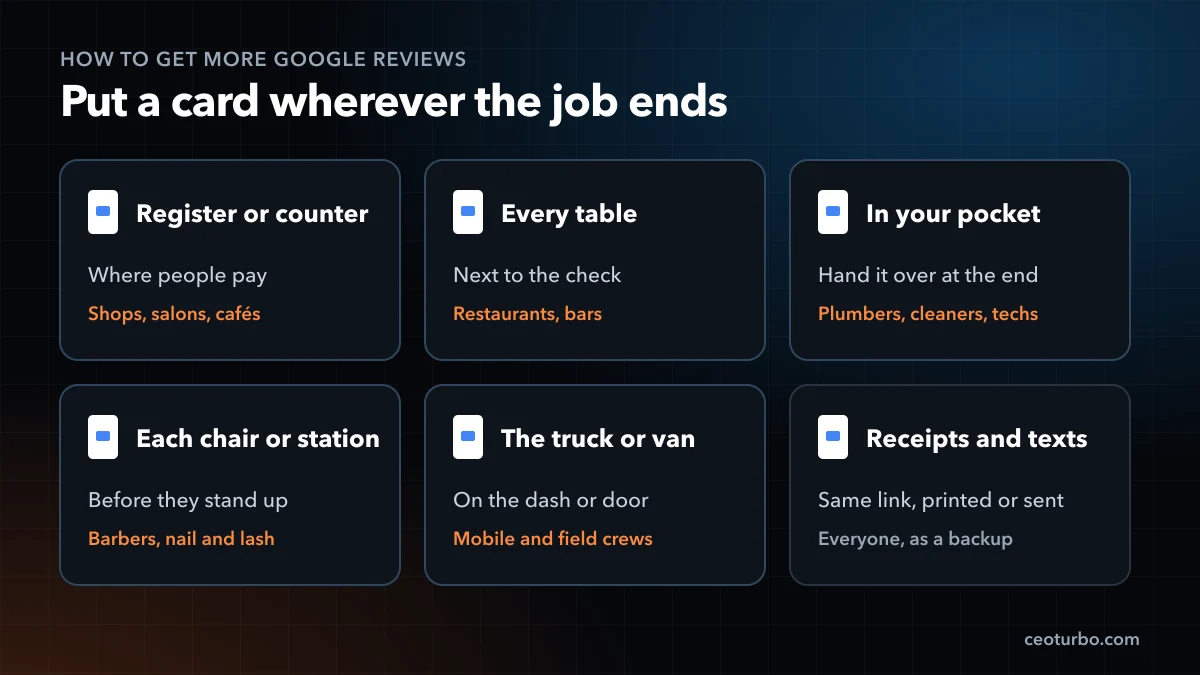 HOW TO GET MORE GOOGLE REVIEWS
Put a card wherever the job ends
Register or counter
Where people pay
Shops, salons, cafés
Every table
Next to the check
Restaurants, bars
In your pocket
Hand it over at the end
Plumbers, cleaners, techs
Each chair or station
Before they stand up
Barbers, nail and lash
The truck or van
On the dash or door
Mobile and field crews
Receipts and texts
Same link, printed or sent
Everyone, as a backup
ceoturbo.com